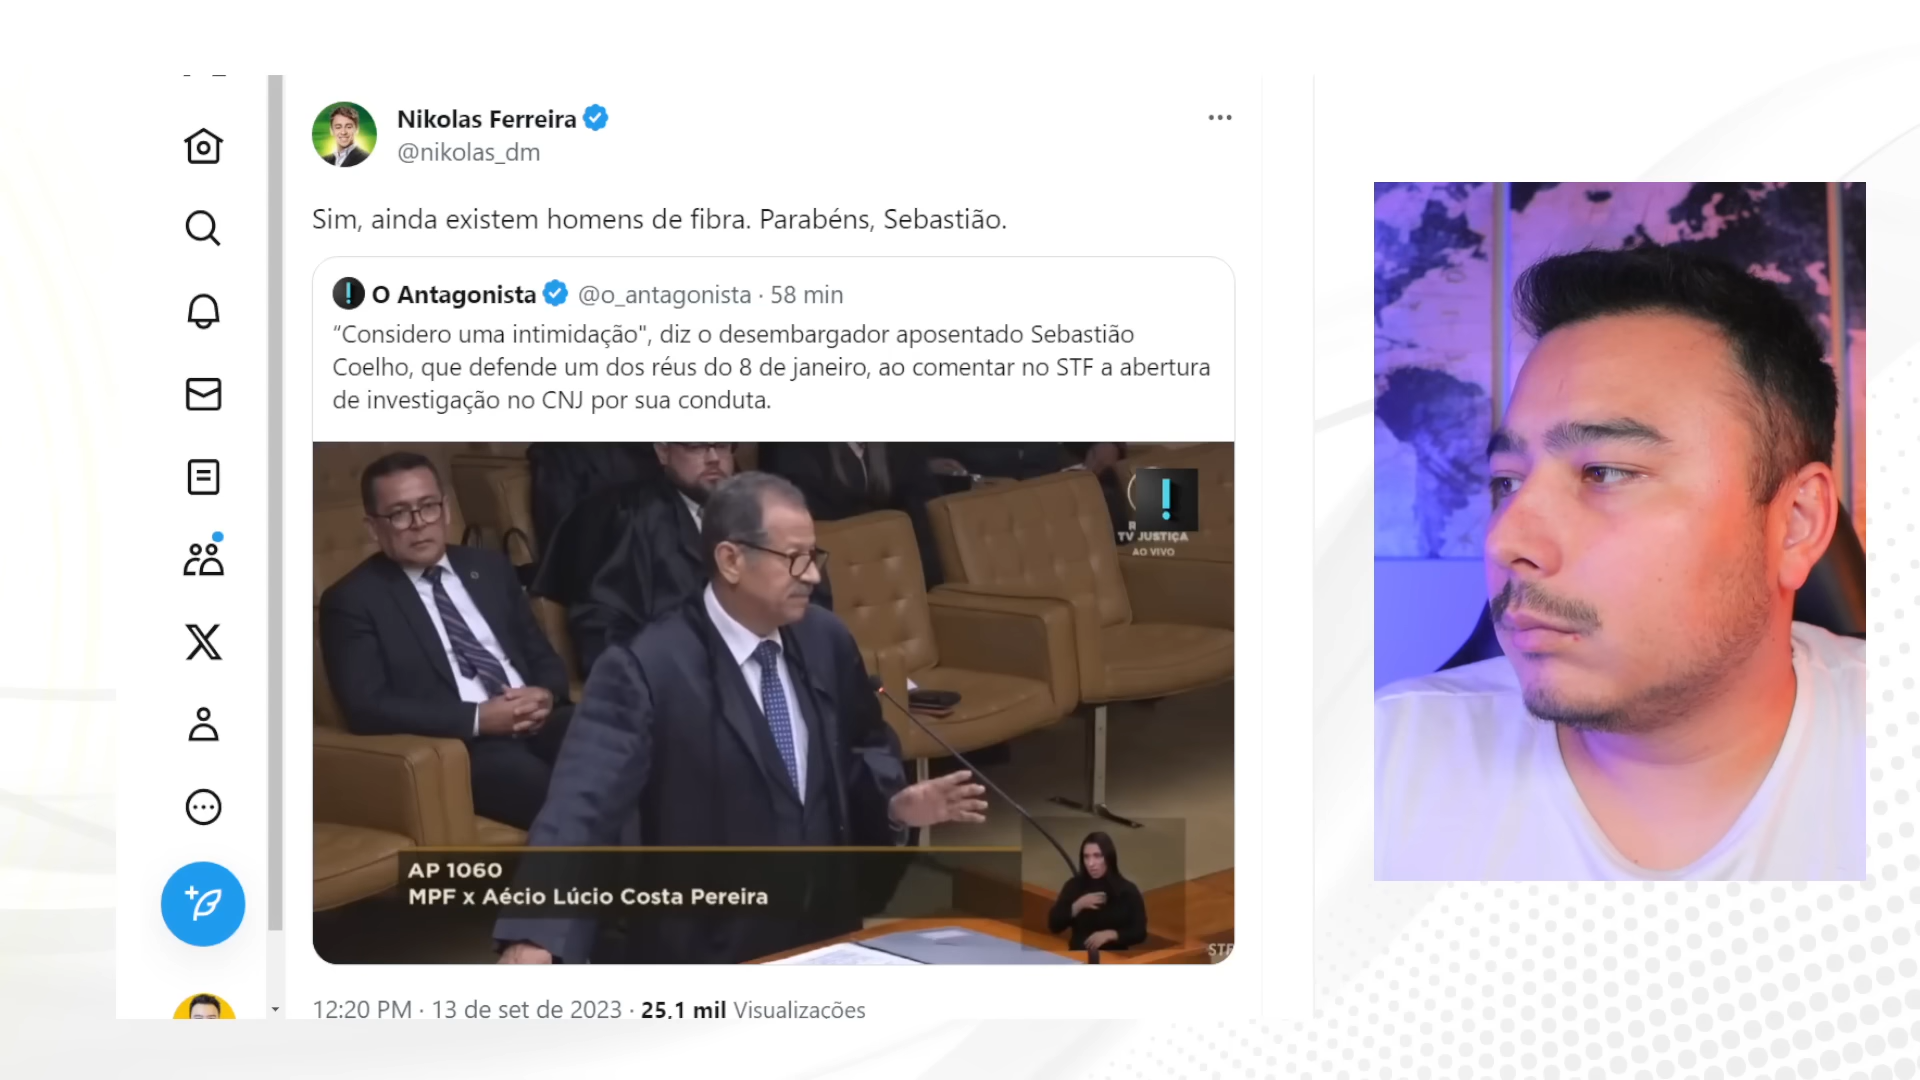 Nikolas Ferreira
@nikolas_dm
Sim, ainda existem homens de fibra. Parabéns, Sebastião.
O Antagonista @o_antagonista · 58 min
“Considero uma intimidação", diz o desembargador aposentado Sebastião
Coelho, que defende um dos réus do 8 de janeiro, ao comentar no STF a abertura
de investigação no CNJ por sua conduta.
!
TV JUSTIÇA
AO VIVO
AP 1060
MPF x Aécio Lúcio Costa Pereira
12:20 PM · 13 de set de 2023 · 25,1 mil Visualizações